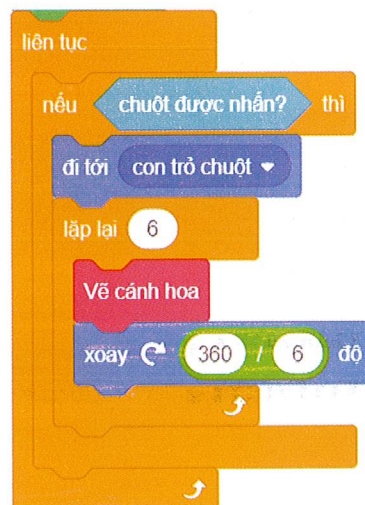 liên tục
nếu chuột được nhấn? thì
đi tới con trỏ chuột
lặp lại 6
Vẽ cánh hoa
xoay 360 / 6 độ